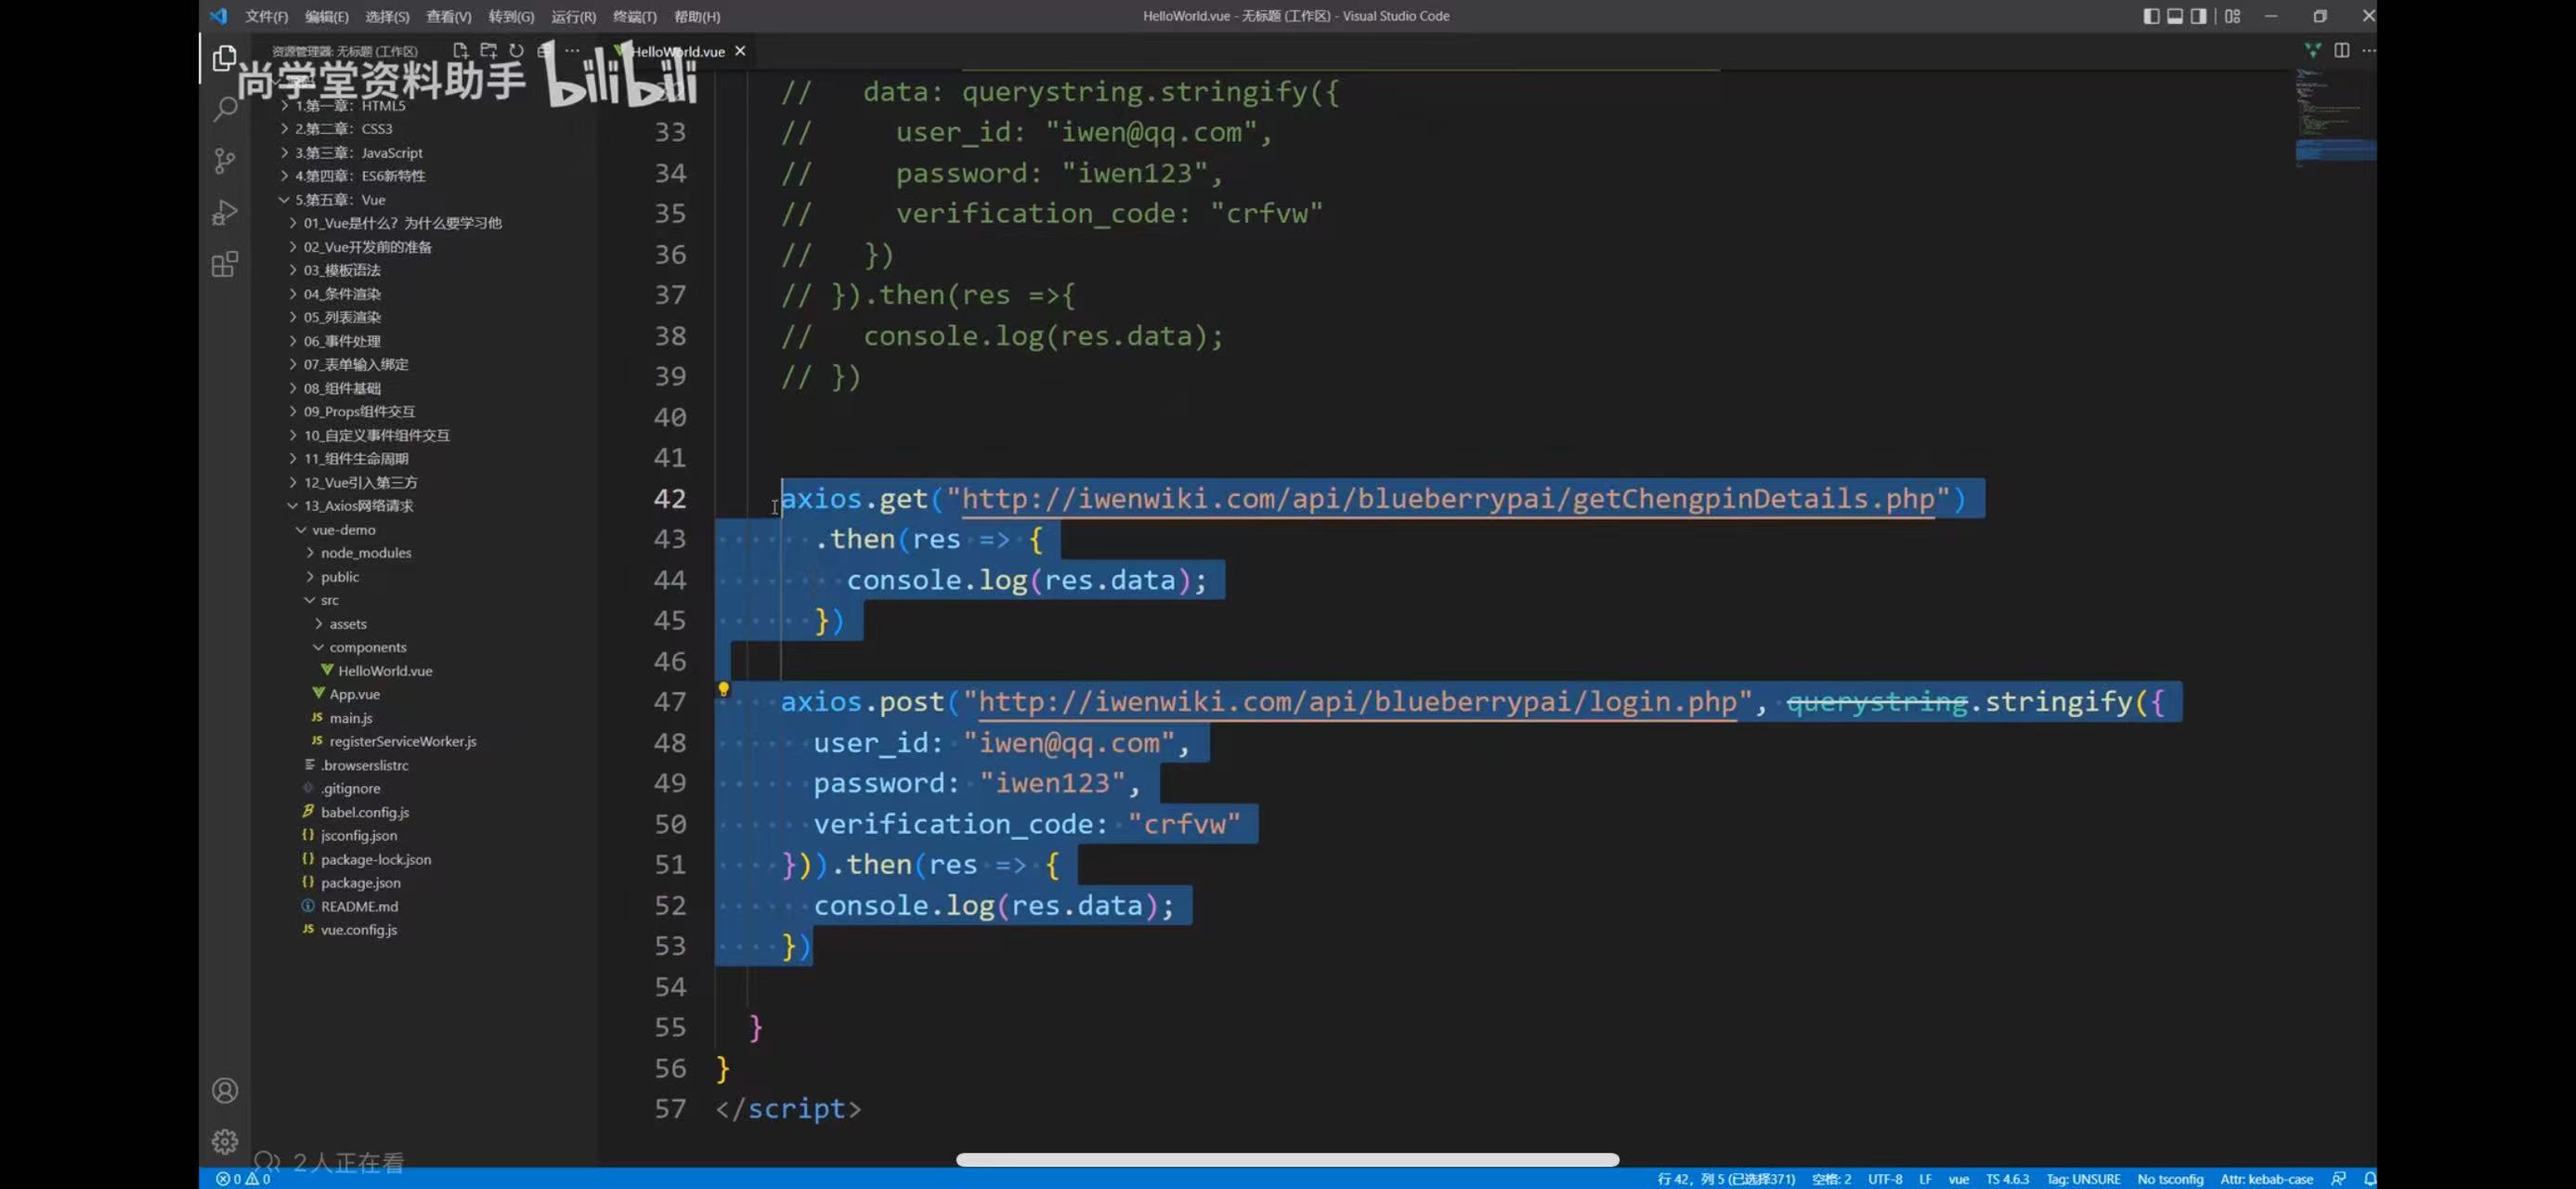 文件(F) 编辑(E) 选择(S) 查看(V) 转到(G) 运行(R) 终端(T) 帮助(H)
HelloWorld.vue - 无标题 (工作区) - Visual Studio Code
资源管理器: 无标题 (工作区)
HelloWorld.vue
尚学堂资料助手 bilibili
1.第一章：HTML5
2.第二章：CSS3
3.第三章：JavaScript
4.第四章：ES6新特性
5.第五章：Vue
01_Vue是什么？为什么要学习他
02_Vue开发前的准备
03_模板语法
04_条件渲染
05_列表渲染
06_事件处理
07_表单输入绑定
08_组件基础
09_Props组件交互
10_自定义事件组件交互
11_组件生命周期
12_Vue引入第三方
13_Axios网络请求
vue-demo
node_modules
public
src
assets
components
HelloWorld.vue
App.vue
JS main.js
JS registerServiceWorker.js
.browserslistrc
.gitignore
babel.config.js
{} jsconfig.json
{} package-lock.json
{} package.json
README.md
JS vue.config.js
//   data: querystring.stringify({
33 //     user_id: "iwen@qq.com",
34 //     password: "iwen123",
35 //     verification_code: "crfvw"
36 //   })
37 // }).then(res =>{
38 //   console.log(res.data);
39 // })
40
41
42 axios.get("http://iwenwiki.com/api/blueberrypai/getChengpinDetails.php")
43 .then(res => {
44 console.log(res.data);
45 })
46
47 axios.post("http://iwenwiki.com/api/blueberrypai/login.php", querystring.stringify({
48 user_id: "iwen@qq.com",
49 password: "iwen123",
50 verification_code: "crfvw"
51 })).then(res => {
52 console.log(res.data);
53 })
54
55 }
56 }
57 </script>
2人正在看
0 0
行 42，列 5 (已选择371) 空格: 2 UTF-8 LF vue TS 4.6.3 Tag: UNSURE No tsconfig Attr: kebab-case